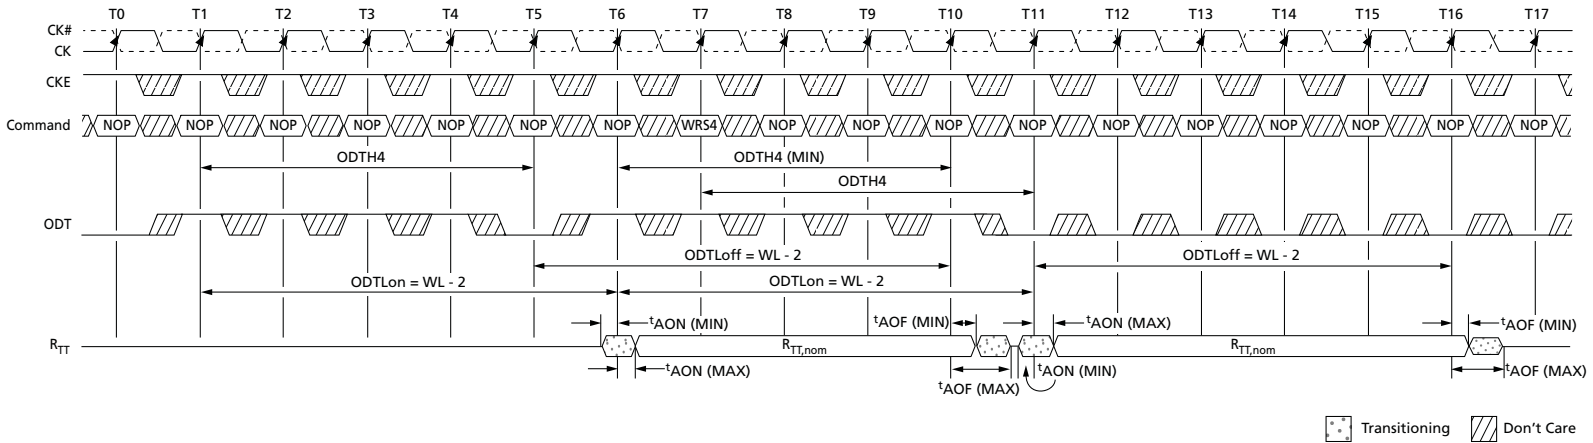 T0 T1 T2 T3 T4 T5 T6 T7 T8 T9 T10 T11 T12 T13 T14 T15 T16 T17
CK#
CK
CKE
Command NOP NOP NOP NOP NOP NOP NOP WRS4 NOP NOP NOP NOP NOP NOP NOP NOP NOP NOP
ODTH4 ODTH4 (MIN)
ODTH4
ODT
ODTLoff = WL - 2 ODTLoff = WL - 2
ODTLon = WL - 2 ODTLon = WL - 2
tAON (MIN) tAOF (MIN) tAON (MAX) tAOF (MIN)
RTT RTT,nom RTT,nom
tAON (MAX) tAON (MIN) tAOF (MAX)
tAOF (MAX)
Transitioning Don't Care